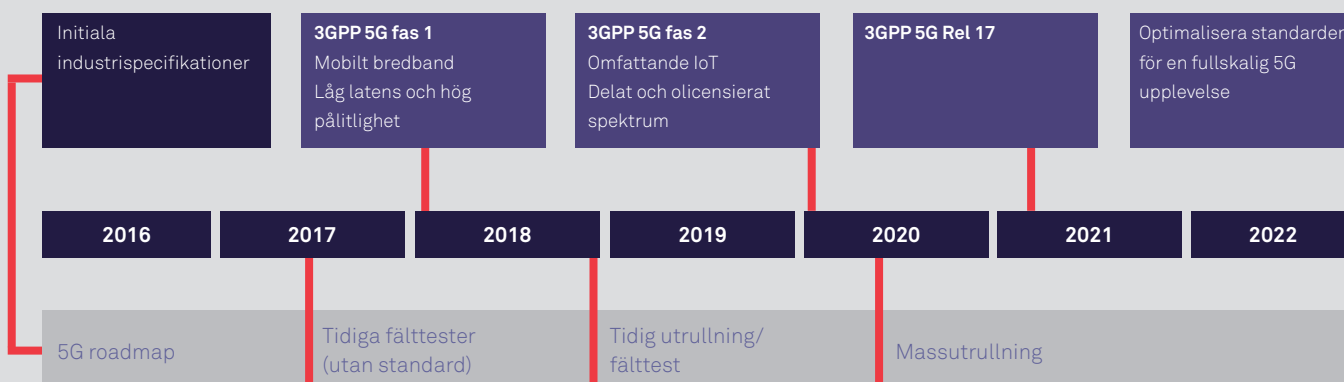 Initiala
industrispecifikationer
3GPP 5G fas 1
Mobilt bredband
Låg latens och hög
pålitlighet
3GPP 5G fas 2
Omfattande IoT
Delat och olicensierat
spektrum
3GPP 5G Rel 17
Optimalisera standarder
för en fullskalig 5G
upplevelse
2016
2017
2018
2019
2020
2021
2022
5G roadmap
Tidiga fälttester
(utan standard)
Tidig utrullning/
fälttest
Massutrullning